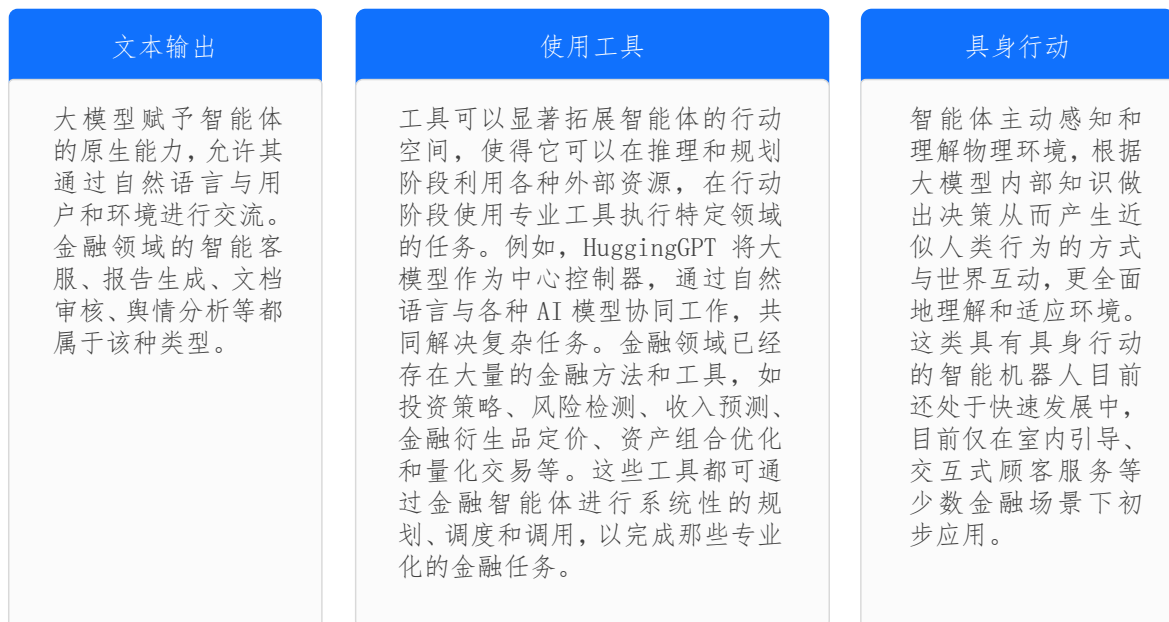 文本输出
大模型赋予智能体
的原生能力，允许其
通过自然语言与用
户和环境进行交流。
金融领域的智能客
服、报告生成、文档
审核、舆情分析等都
属于该种类型。
使用工具
工具可以显著拓展智能体的行动
空间，使得它可以在推理和规划
阶段利用各种外部资源，在行动
阶段使用专业工具执行特定领域
的任务。例如，HuggingGPT 将大
模型作为中心控制器，通过自然
语言与各种 AI 模型协同工作，共
同解决复杂任务。金融领域已经
存在大量的金融方法和工具，如
投资策略、风险检测、收入预测、
金融衍生品定价、资产组合优化
和量化交易等。这些工具都可通
过金融智能体进行系统性的规
划、调度和调用，以完成那些专业
化的金融任务。
具身行动
智能体主动感知和
理解物理环境，根据
大模型内部知识做
出决策从而产生近
似人类行为的方式
与世界互动，更全面
地理解和适应环境。
这类具有具身行动
的智能机器人目前
还处于快速发展中，
目前仅在室内引导、
交互式顾客服务等
少数金融场景下初
步应用。